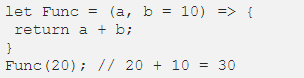 let Func = (a, b = 10) => {
 return a + b;
}
Func(20); // 20 + 10 = 30